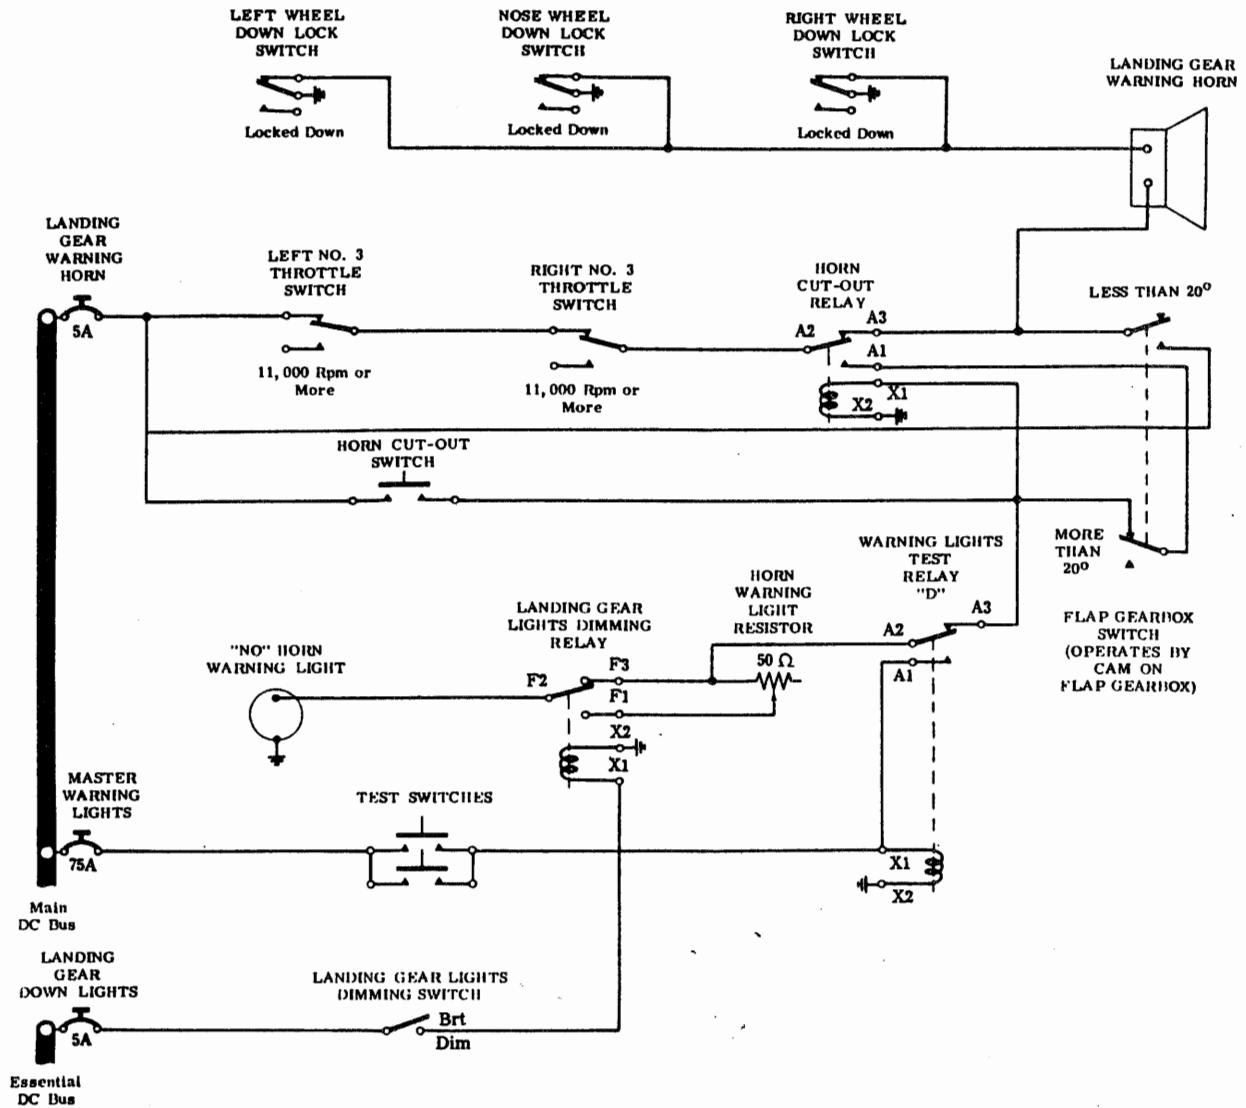 LEFT WHEEL
DOWN LOCK
SWITCH
Locked Down
NOSE WHEEL
DOWN LOCK
SWITCH
Locked Down
RIGHT WHEEL
DOWN LOCK
SWITCH
Locked Down
LANDING GEAR
WARNING HORN
LANDING
GEAR
WARNING
HORN
5A
LEFT NO. 3
THROTTLE
SWITCH
11,000 Rpm or
More
RIGHT NO. 3
THROTTLE
SWITCH
11,000 Rpm or
More
HORN
CUT-OUT
RELAY
A2
A3
A1
X1
X2
LESS THAN 20°
HORN CUT-OUT
SWITCH
MORE
THAN
20°
FLAP GEARBOX
SWITCH
(OPERATES BY
CAM ON
FLAP GEARBOX)
WARNING LIGHTS
TEST
RELAY
"D"
A3
A2
A1
HORN
WARNING
LIGHT
RESISTOR
50 Ω
LANDING GEAR
LIGHTS DIMMING
RELAY
F3
F2
F1
X2
X1
"NO" HORN
WARNING LIGHT
MASTER
WARNING
LIGHTS
75A
TEST SWITCHES
X1
X2
Main
DC Bus
LANDING
GEAR
DOWN LIGHTS
5A
LANDING GEAR LIGHTS
DIMMING SWITCH
Brt
Dim
Essential
DC Bus